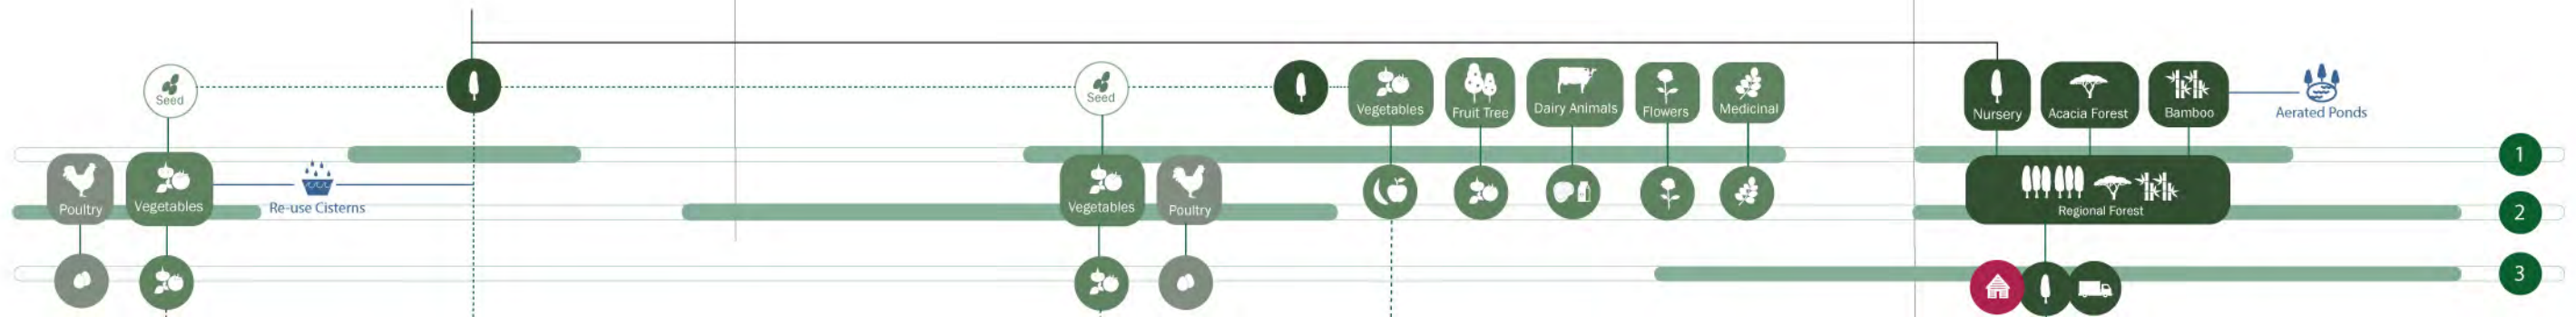 Seed
Seed
Vegetables
Fruit Tree
Dairy Animals
Flowers
Medicinal
Nursery
Acacia Forest
Bamboo
Aerated Ponds
1
Poultry
Vegetables
Re-use Cisterns
Vegetables
Poultry
Regional Forest
2
3